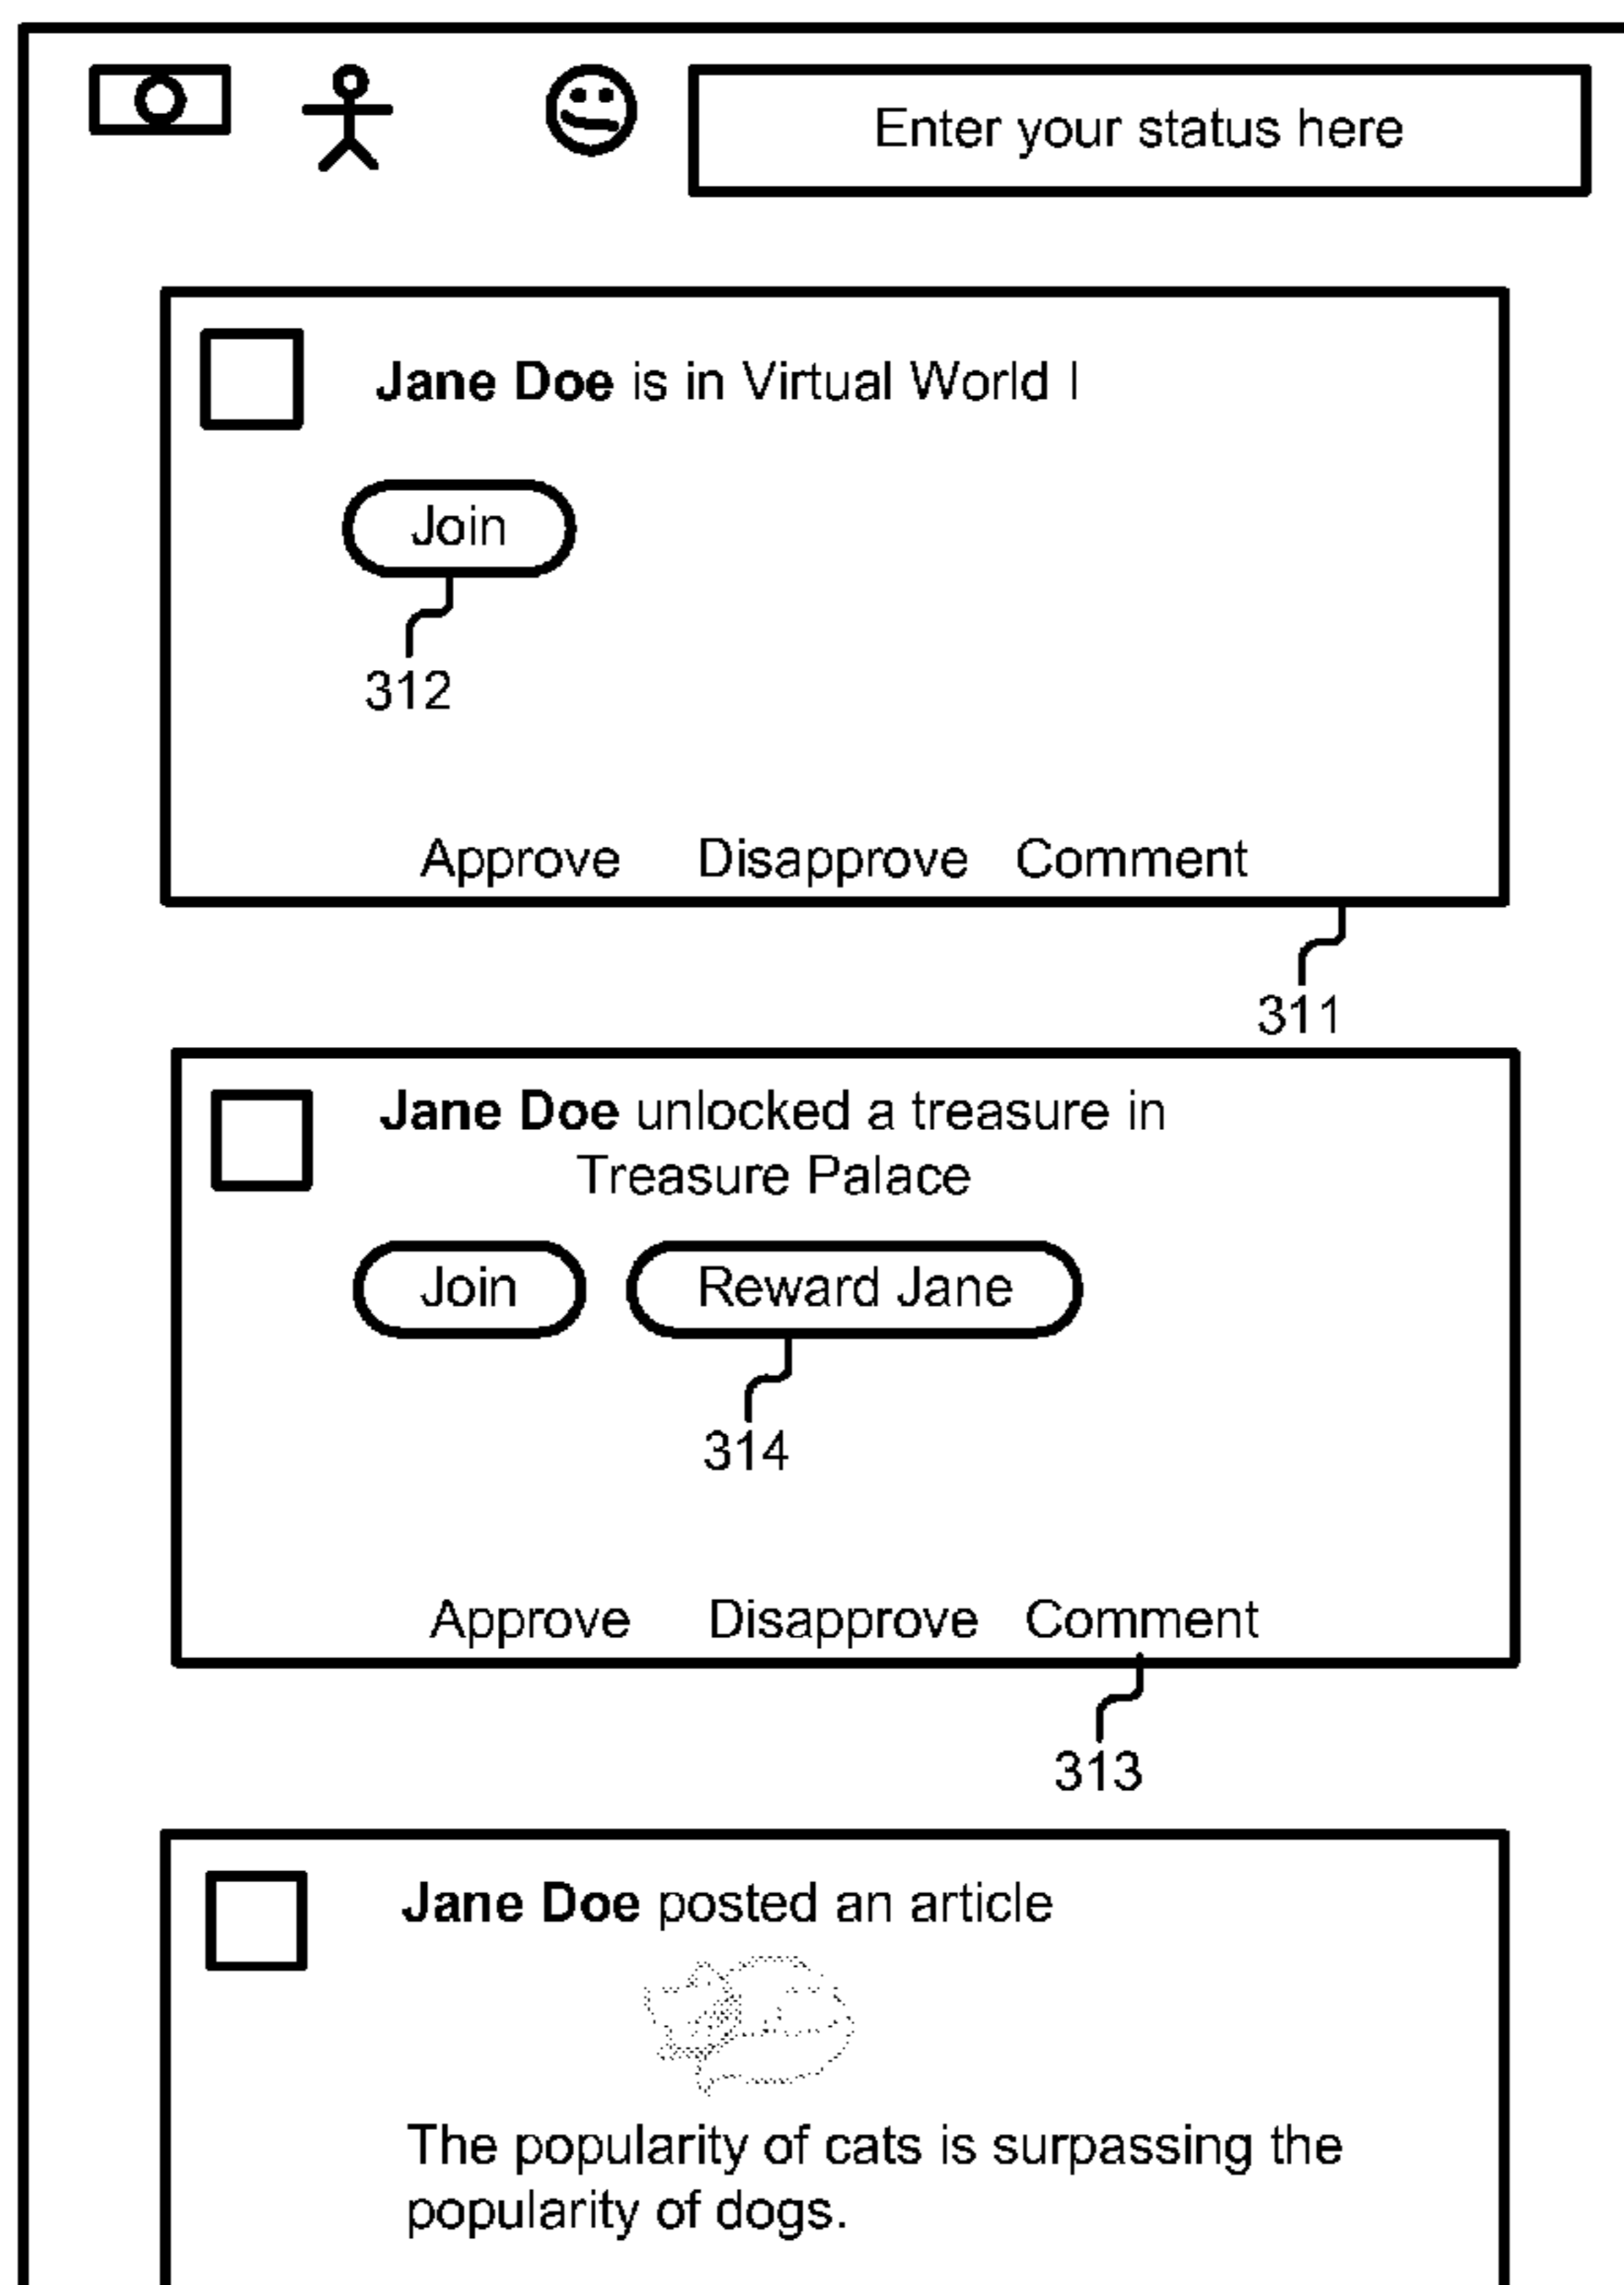 Enter your status here
Jane Doe is in Virtual World I
Join
312
Approve Disapprove Comment
311
Jane Doe unlocked a treasure in
Treasure Palace
Join Reward Jane
314
Approve Disapprove Comment
313
Jane Doe posted an article
The popularity of cats is surpassing the
popularity of dogs.